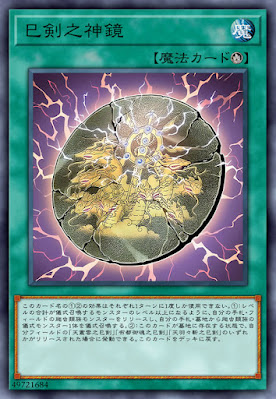 巳剣之神鏡
魔
【魔法カード】
このカード名の①②の効果はそれぞれ1ターンに1度しか使用できない。①:レベ
ルの合計が儀式召喚するモンスターのレベル以上になるように、自分の手札・フ
ィールドの爬虫類族モンスターをリリースし、自分の手札・墓地から爬虫類族の
儀式モンスター1体を儀式召喚する。②:このカードが墓地に存在する状態で、自
分フィールドの「天叢雲之巳剣」「布都御魂之巳剣」「天羽々斬之巳剣」のいずれ
かがリリースされた場合に発動できる。このカードをデッキに戻す。
49721684